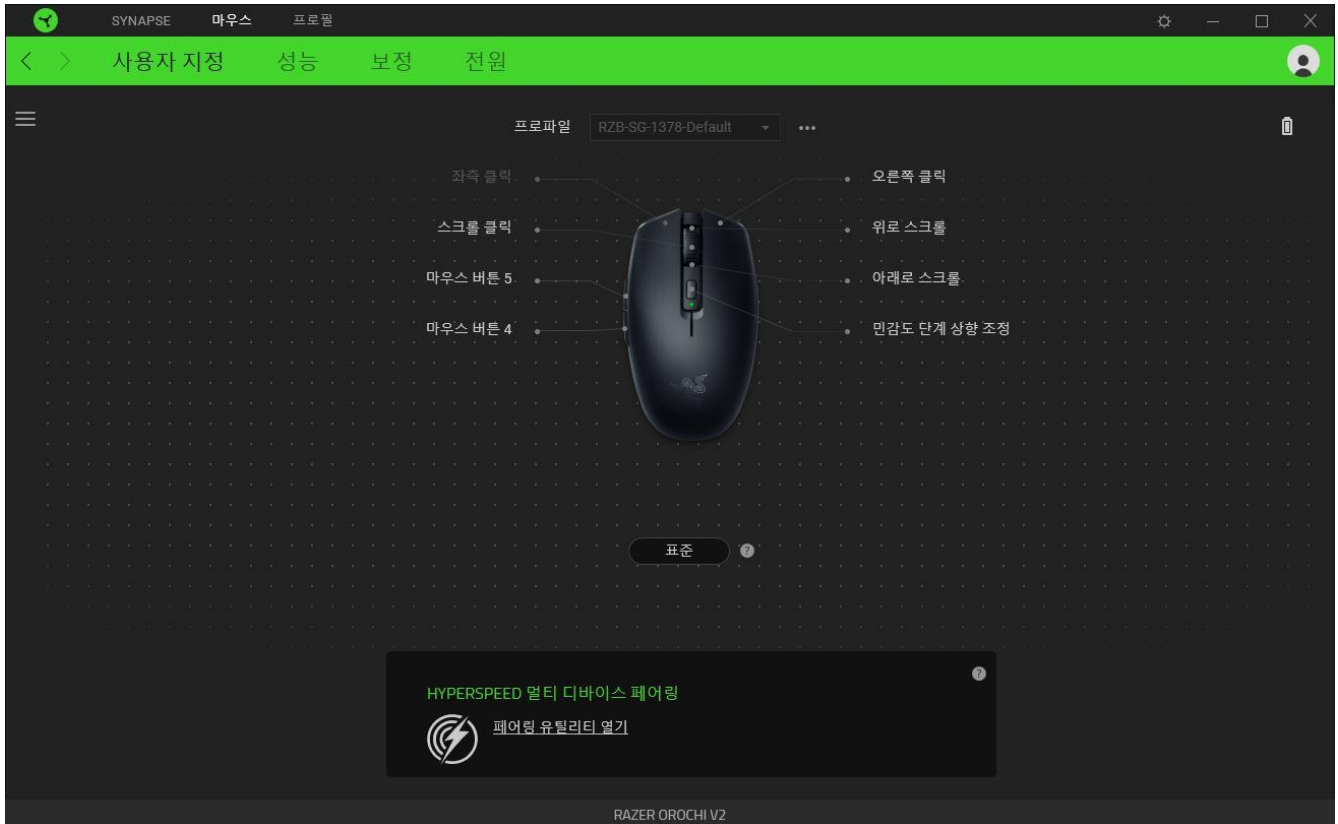 SYNAPSE 마우스 프로필
사용자 지정 성능 보정 전원
프로파일 RZB-SG-1378-Default
좌측 클릭 오른쪽 클릭
스크롤 클릭 위로 스크롤
마우스 버튼 5 아래로 스크롤
마우스 버튼 4 민감도 단계 상향 조정
표준 ?
?
HYPERSPEED 멀티 디바이스 페어링
페어링 유틸리티 열기
RAZER OROCHI V2